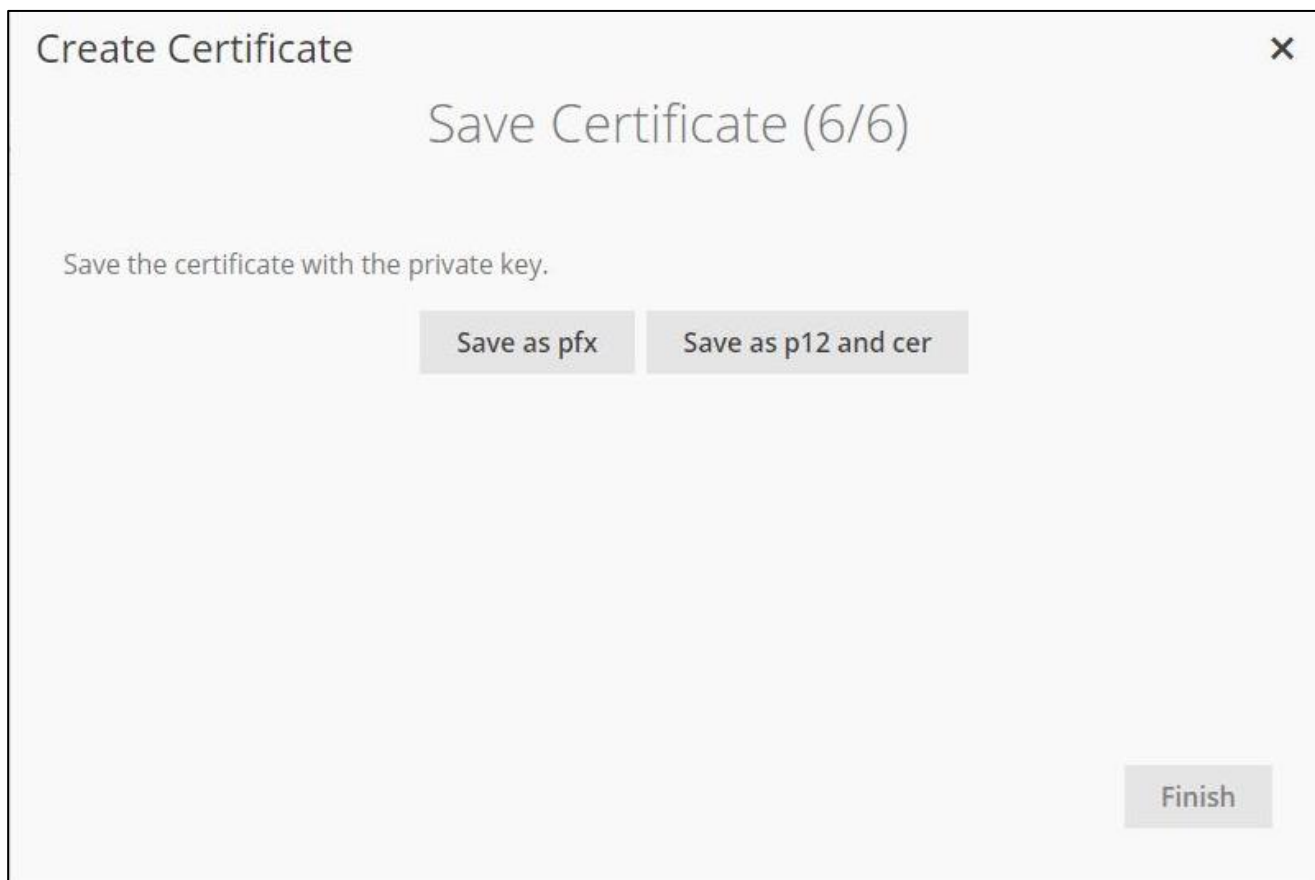 Create Certificate
Save Certificate (6/6)
Save the certificate with the private key.
Save as pfx Save as p12 and cer
Finish